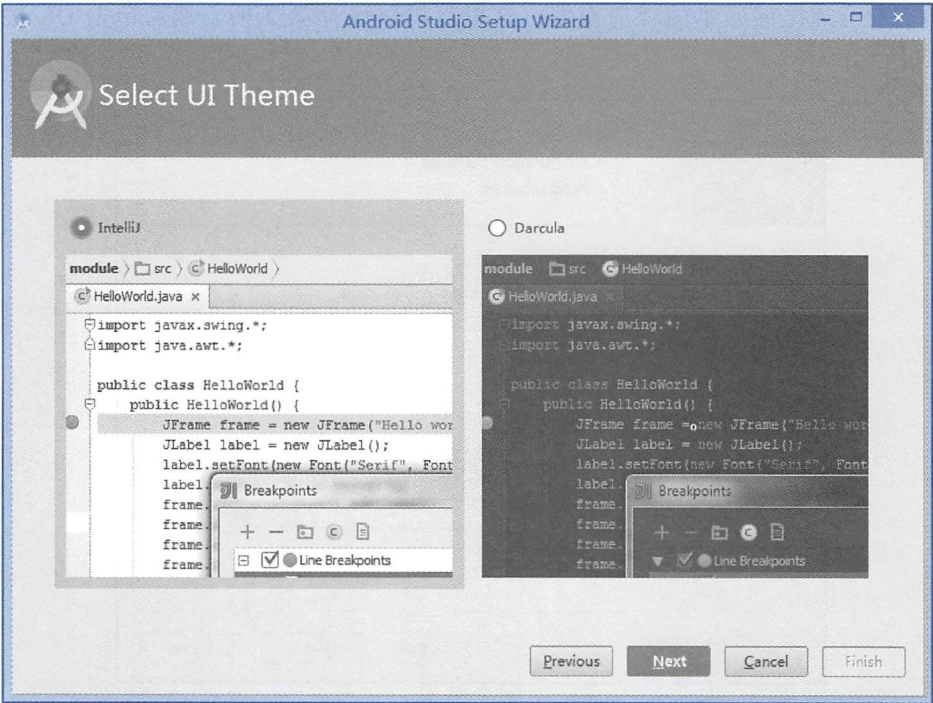 Android Studio Setup Wizard
Select UI Theme
IntelliJ
module src HelloWorld
HelloWorld.java ×
import javax.swing.*;
import java.awt.*;
public class HelloWorld {
public HelloWorld() {
JFrame frame = new JFrame("Hello wor
JLabel label = new JLabel();
label.setFont(new Font("Serif", Font
label.
frame.
frame.
frame.
frame.
Breakpoints
Line Breakpoints
Darcula
module src HelloWorld
HelloWorld.java ×
import javax.swing.*;
import java.awt.*;
public class HelloWorld {
public HelloWorld() {
JFrame frame = new JFrame("Hello wor
JLabel label = new JLabel();
label.setFont(new Font("Serif", Font
label.
frame.
frame.
frame.
frame.
Breakpoints
Line Breakpoints
Previous Next Cancel Finish